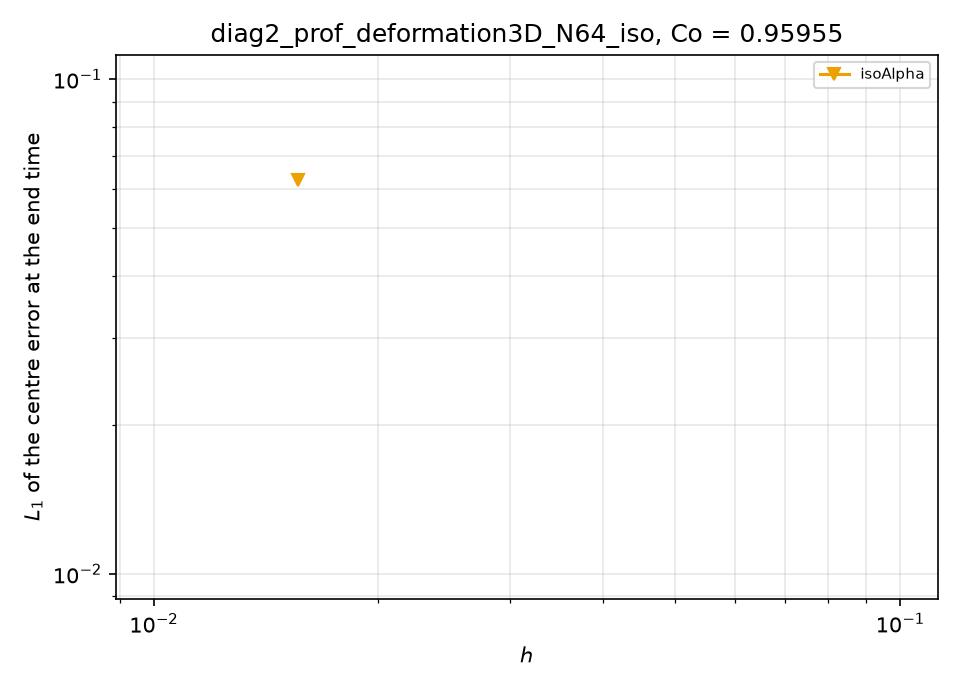 diag2_prof_deformation3D_N64_iso, Co = 0.95955
isoAlpha
10⁻¹
10⁻²
L₁ of the centre error at the end time
10⁻²
10⁻¹
h